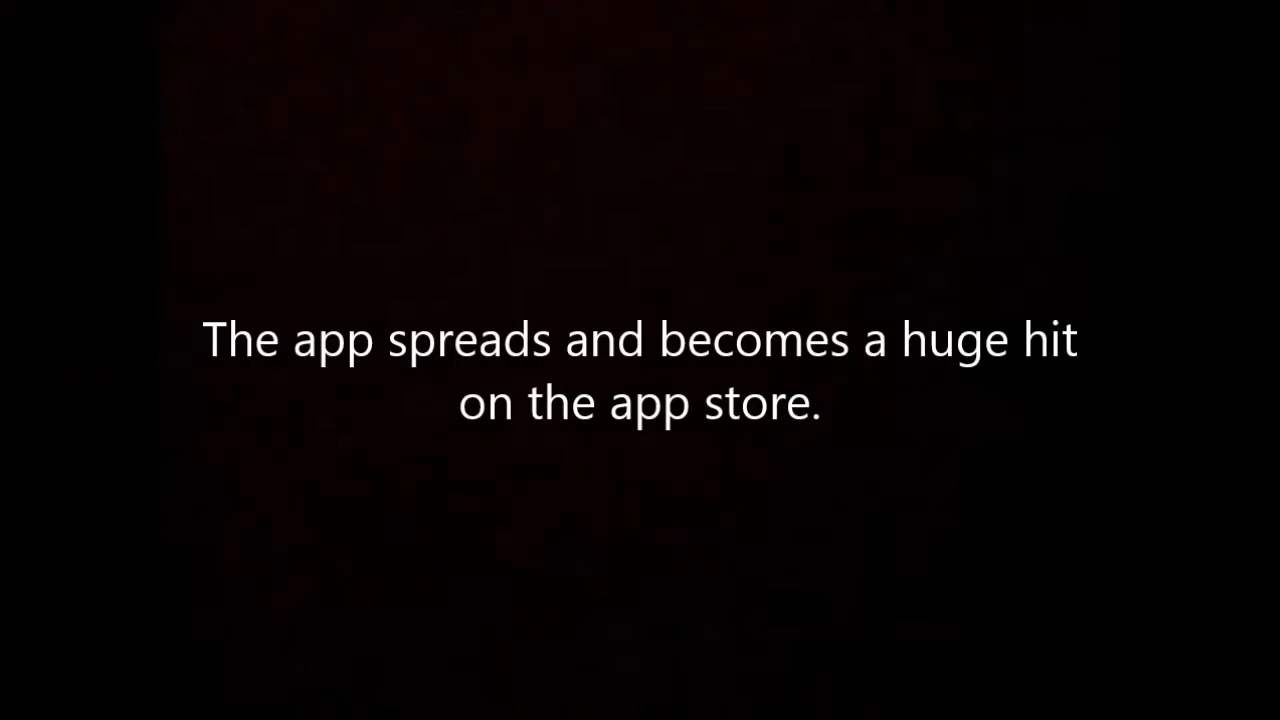 The app spreads and becomes a huge hit
on the app store.